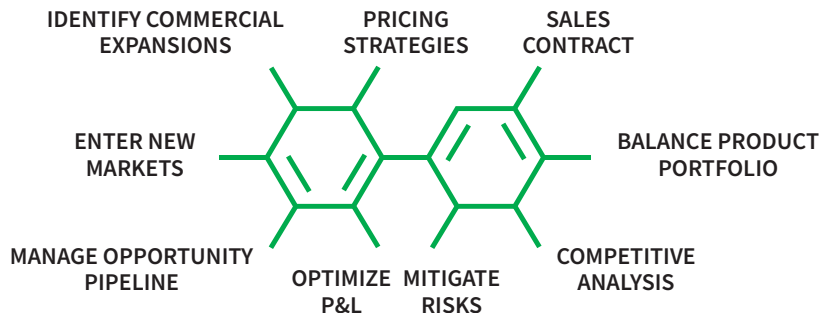 IDENTIFY COMMERCIAL
EXPANSIONS
PRICING
STRATEGIES
SALES
CONTRACT
ENTER NEW
MARKETS
BALANCE PRODUCT
PORTFOLIO
MANAGE OPPORTUNITY
PIPELINE
OPTIMIZE
P&L
MITIGATE
RISKS
COMPETITIVE
ANALYSIS